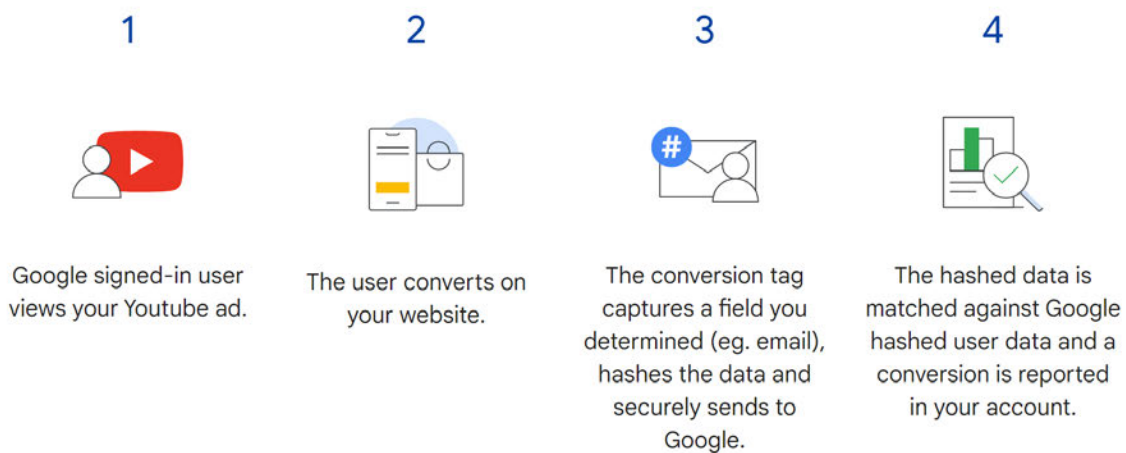 1
2
3
4
#
Google signed-in user
views your Youtube ad.
The user converts on
your website.
The conversion tag
captures a field you
determined (eg. email),
hashes the data and
securely sends to
Google.
The hashed data is
matched against Google
hashed user data and a
conversion is reported
in your account.